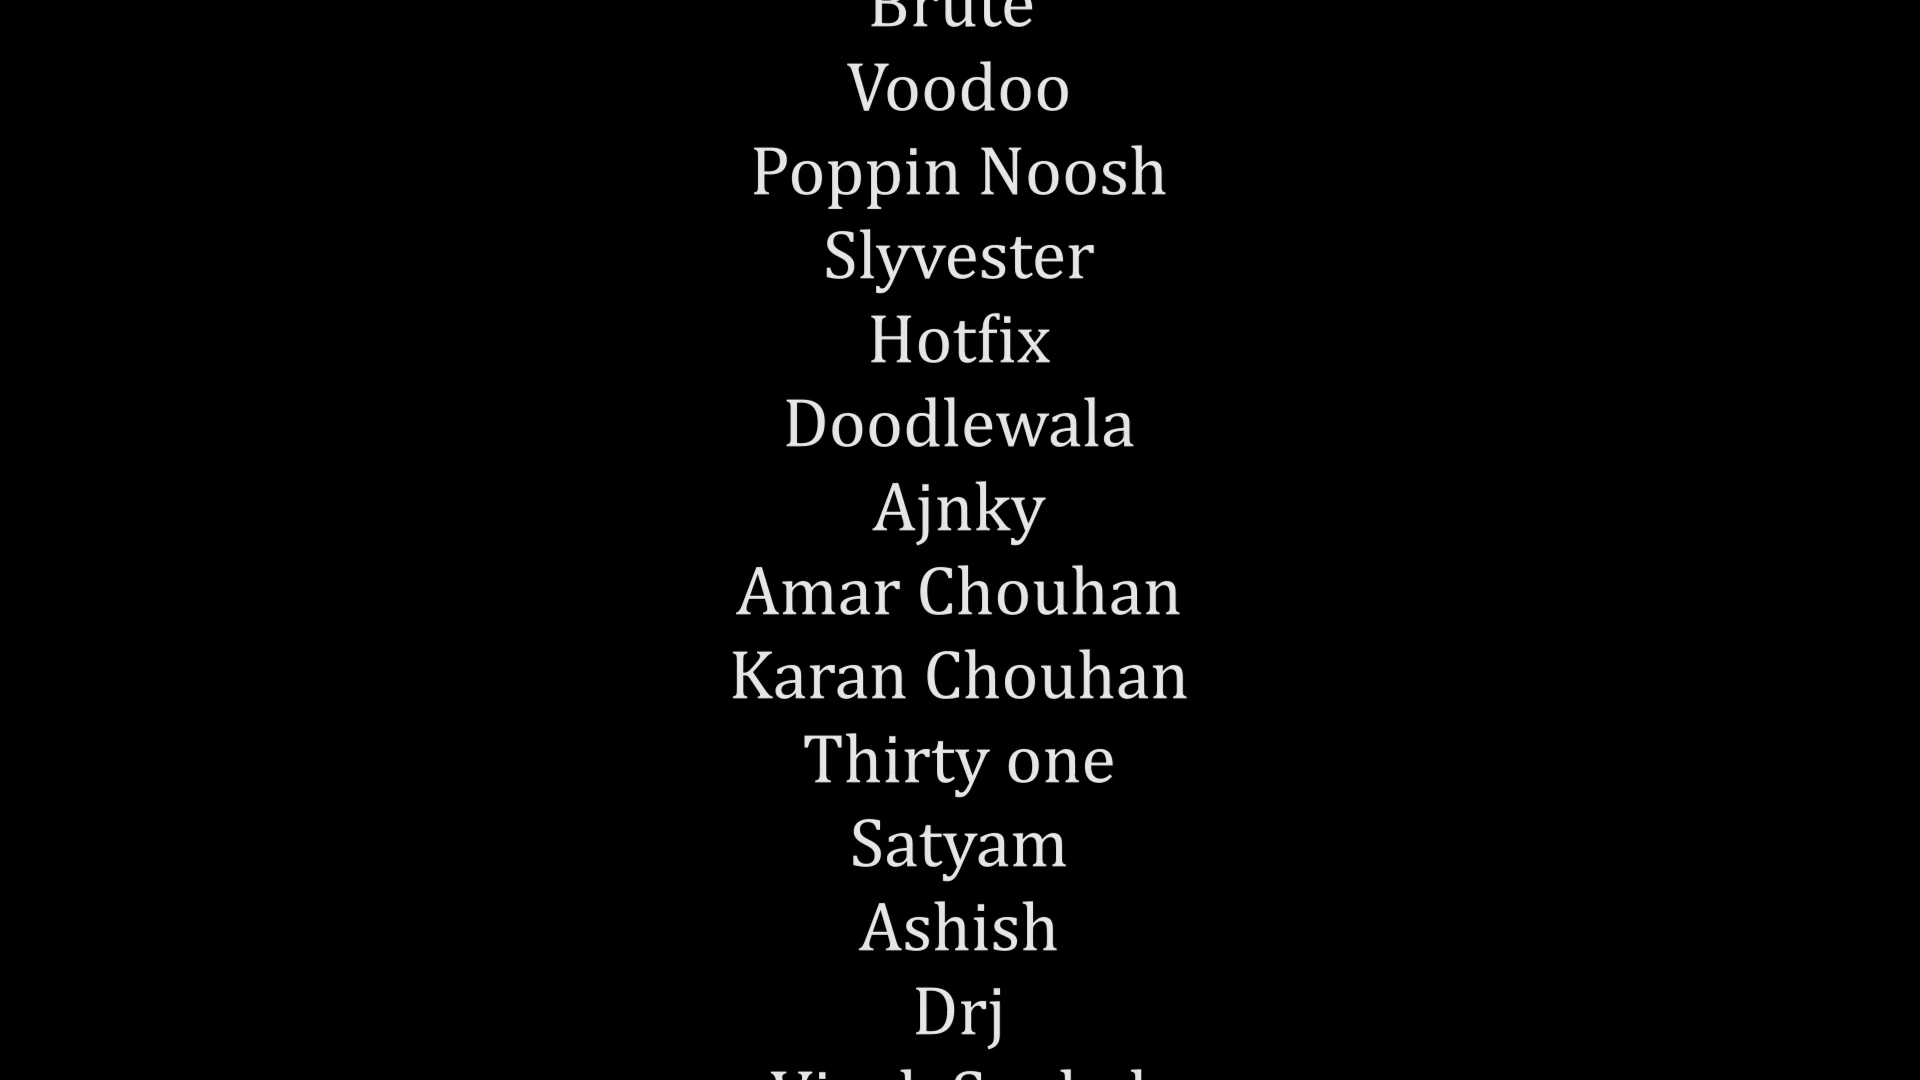 Brute
Voodoo
Poppin Noosh
Slyvester
Hotfix
Doodlewala
Ajnky
Amar Chouhan
Karan Chouhan
Thirty one
Satyam
Ashish
Drj